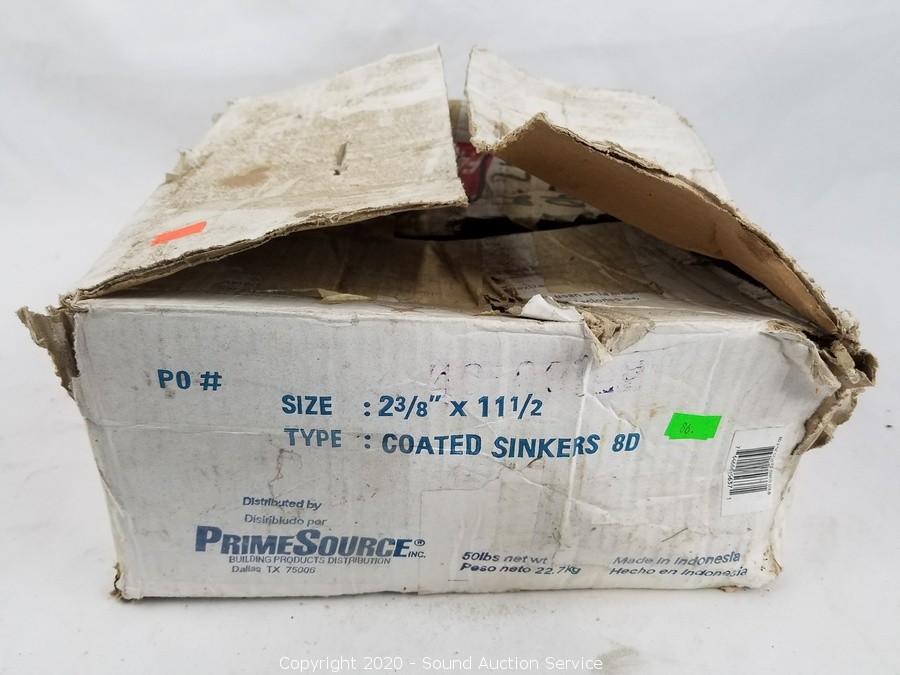 PO #
SIZE : 2 3/8" x 11 1/2
TYPE : COATED SINKERS 8D
86.
Distributed by
Disiribludo por
PRIMESOURCE® INC.
BUILDING PRODUCTS DISTRIBUTION
Dallas TX 75006
50lbs net wt
Peso neto 22.7Kg
Made in Indonesia
Hecho en Indonesia
Copyright 2020 - Sound Auction Service